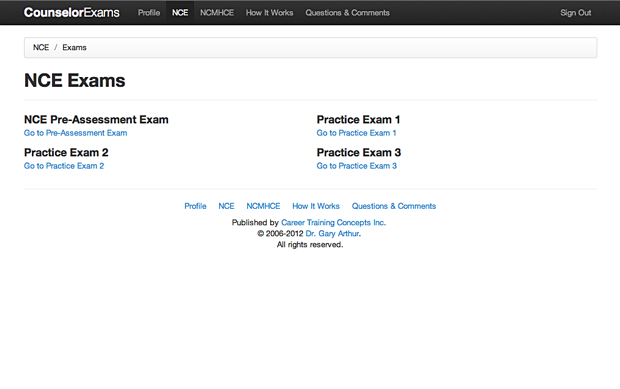 CounselorExams Profile NCE NCMHCE How It Works Questions & Comments Sign Out
NCE / Exams
NCE Exams
NCE Pre-Assessment Exam
Go to Pre-Assessment Exam
Practice Exam 1
Go to Practice Exam 1
Practice Exam 2
Go to Practice Exam 2
Practice Exam 3
Go to Practice Exam 3
Profile NCE NCMHCE How It Works Questions & Comments
Published by Career Training Concepts Inc.
© 2006-2012 Dr. Gary Arthur.
All rights reserved.